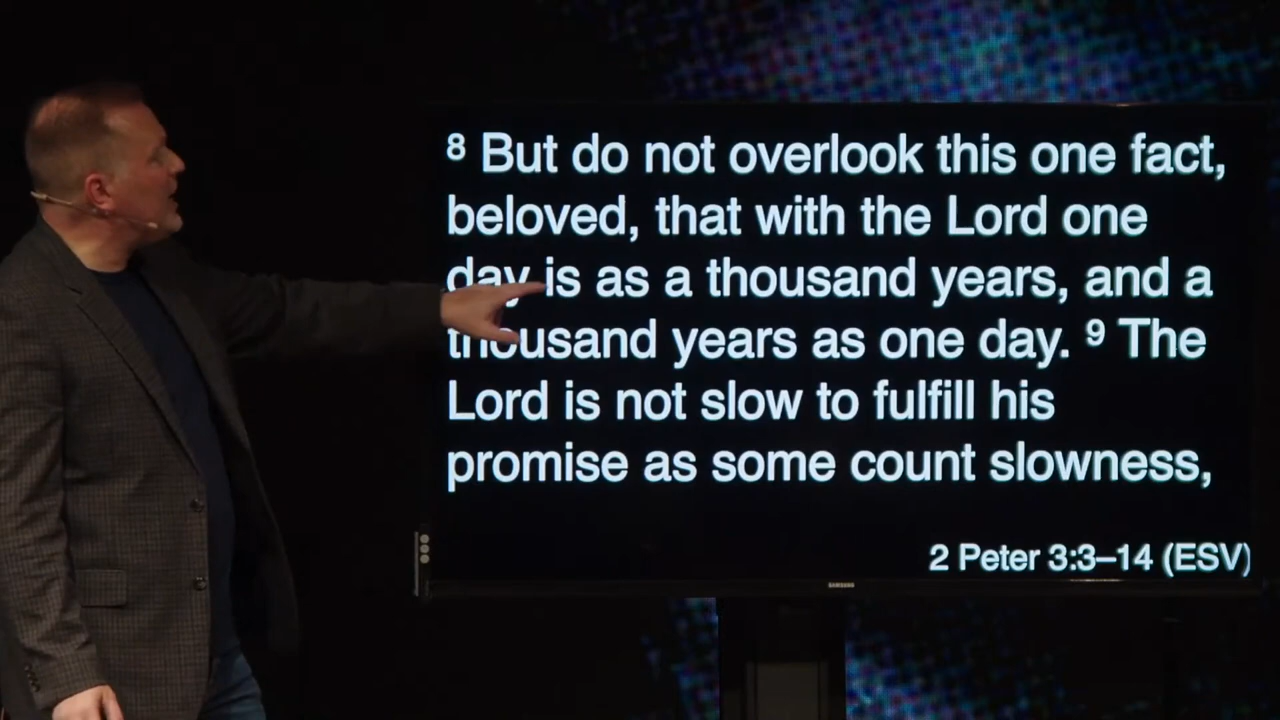 ⁸ But do not overlook this one fact,
beloved, that with the Lord one
day is as a thousand years, and a
thousand years as one day. ⁹ The
Lord is not slow to fulfill his
promise as some count slowness,
2 Peter 3:3–14 (ESV)
SAMSUNG